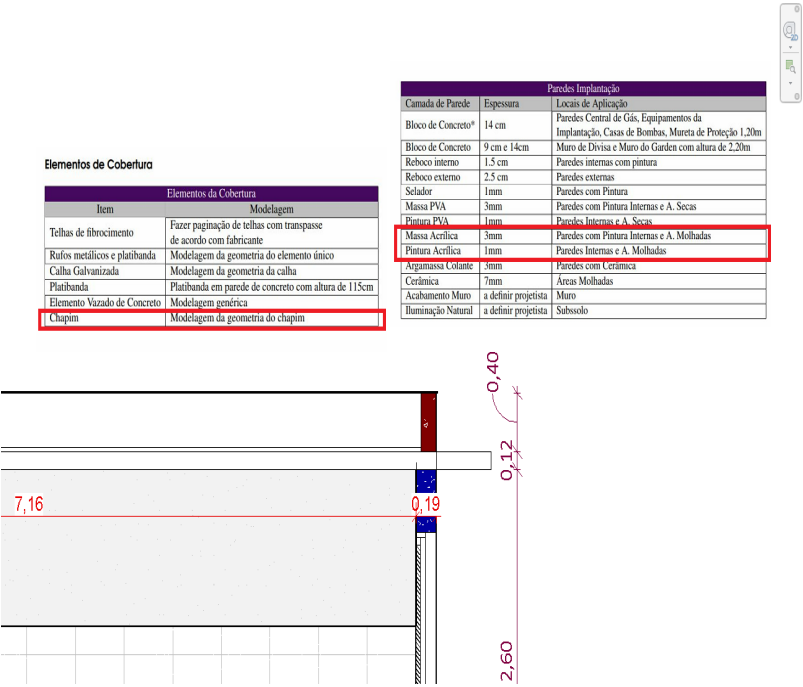 Elementos de Cobertura
Elementos da Cobertura
Item Modelagem
Telhas de fibrocimento Fazer paginação de telhas com transpasse
de acordo com fabricante
Rufos metálicos e platibanda Modelagem da geometria do elemento único
Calha Galvanizada Modelagem da geometria da calha
Platibanda Platibanda em parede de concreto com altura de 115cm
Elemento Vazado de Concreto Modelagem genérica
Chapim Modelagem da geometria do chapim
Paredes Implantação
Camada de Parede Espessura Locais de Aplicação
Bloco de Concreto* 14 cm Paredes Central de Gás, Equipamentos da
Implantação, Casas de Bombas, Mureta de Proteção 1,20m
Bloco de Concreto 9 cm e 14cm Muro de Divisa e Muro do Garden com altura de 2,20m
Reboco interno 1.5 cm Paredes internas com pintura
Reboco externo 2.5 cm Paredes externas
Selador 1mm Paredes com Pintura
Massa PVA 3mm Paredes com Pintura Internas e A. Secas
Pintura PVA 1mm Paredes Internas e A. Secas
Massa Acrílica 3mm Paredes com Pintura Internas e A. Molhadas
Pintura Acrílica 1mm Paredes Internas e A. Molhadas
Argamassa Colante 3mm Paredes com Cerâmica
Cerâmica 7mm Áreas Molhadas
Acabamento Muro a definir projetista Muro
Iluminação Natural a definir projetista Subssolo
0,40
0,12
7,16
0,19
2,60